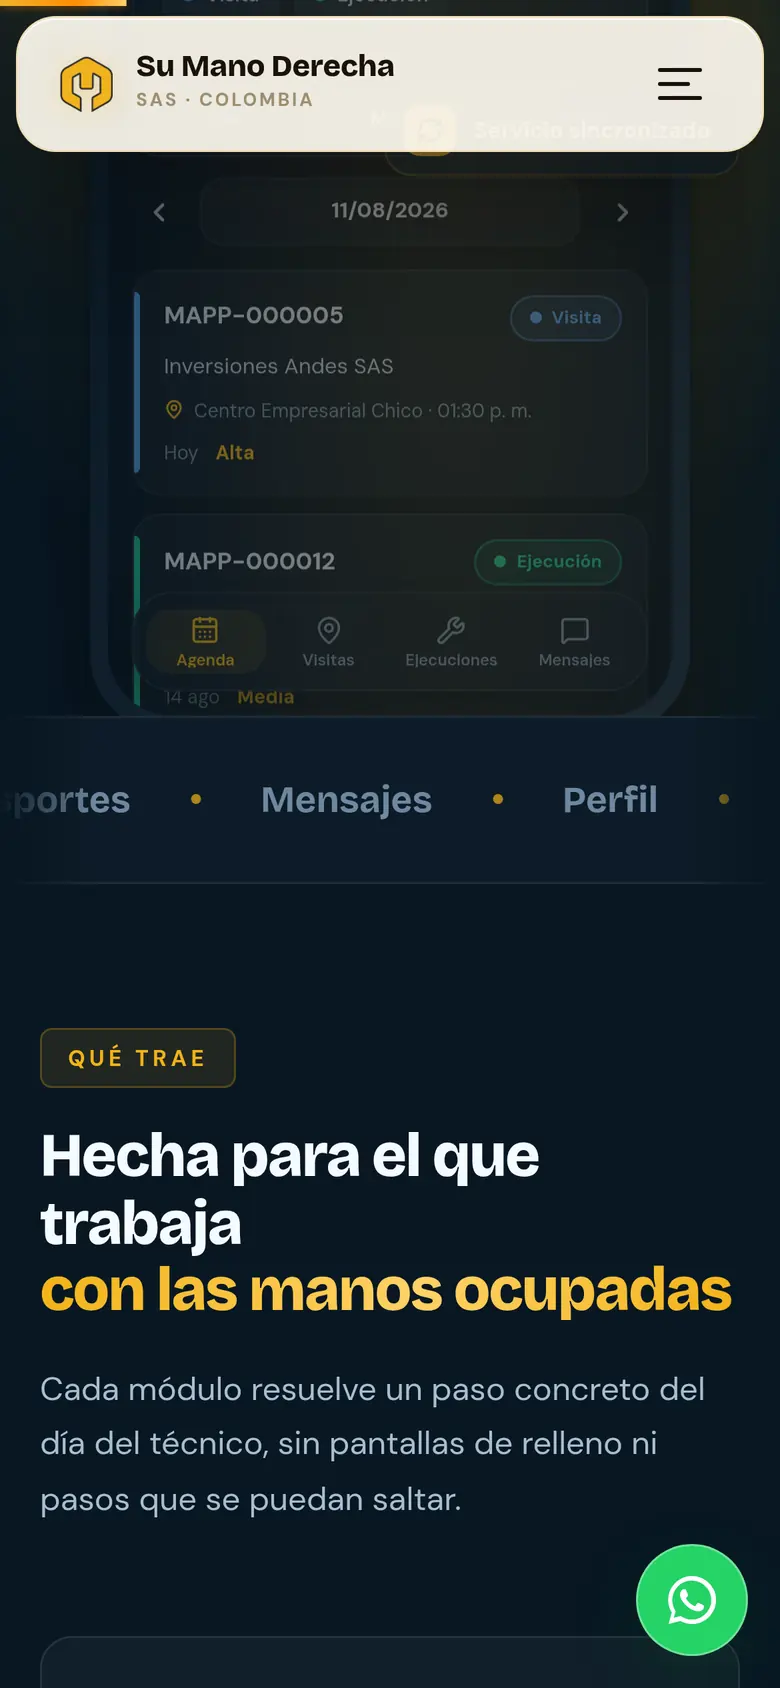 Su Mano Derecha
SAS · COLOMBIA
Servicio sincronizado
11/08/2026
MAPP-000005
Visita
Inversiones Andes SAS
Centro Empresarial Chico · 01:30 p. m.
Hoy Alta
MAPP-000012
Ejecución
Agenda Visitas Ejecuciones Mensajes
14 ago Media
Mensajes • Perfil •
QUÉ TRAE
Hecha para el que
trabaja
con las manos ocupadas
Cada módulo resuelve un paso concreto del
día del técnico, sin pantallas de relleno ni
pasos que se puedan saltar.